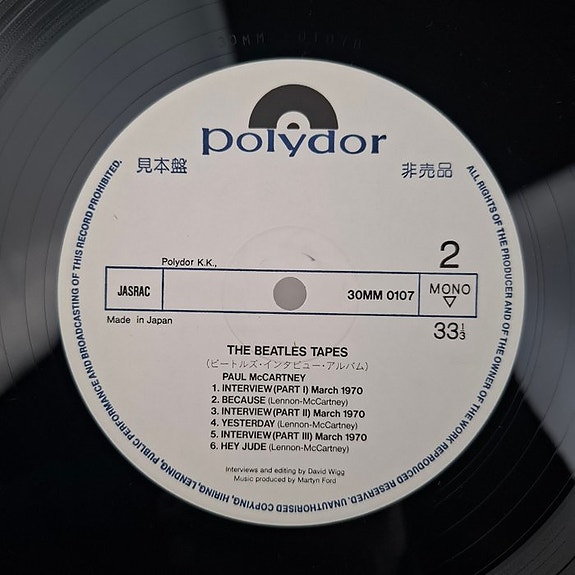 30MM 0107 B
polydor
見本盤
非売品
2
Polydor K.K.,
JASRAC
30MM 0107
MONO
▽
Made in Japan
33 1/3
THE BEATLES TAPES
(ビートルズ・インタビュー・アルバム)
PAUL McCARTNEY
1. INTERVIEW (PART I) March 1970
2. BECAUSE (Lennon-McCartney)
3. INTERVIEW (PART II) March 1970
4. YESTERDAY (Lennon-McCartney)
5. INTERVIEW (PART III) March 1970
6. HEY JUDE (Lennon-McCartney)
Interviews and editing by David Wigg
Music produced by Martyn Ford
ALL RIGHTS OF THE PRODUCER AND OF THE OWNER OF THE WORK REPRODUCED RESERVED. UNAUTHORISED COPYING, HIRING, LENDING, PUBLIC PERFORMANCE AND BROADCASTING OF THIS RECORD PROHIBITED.